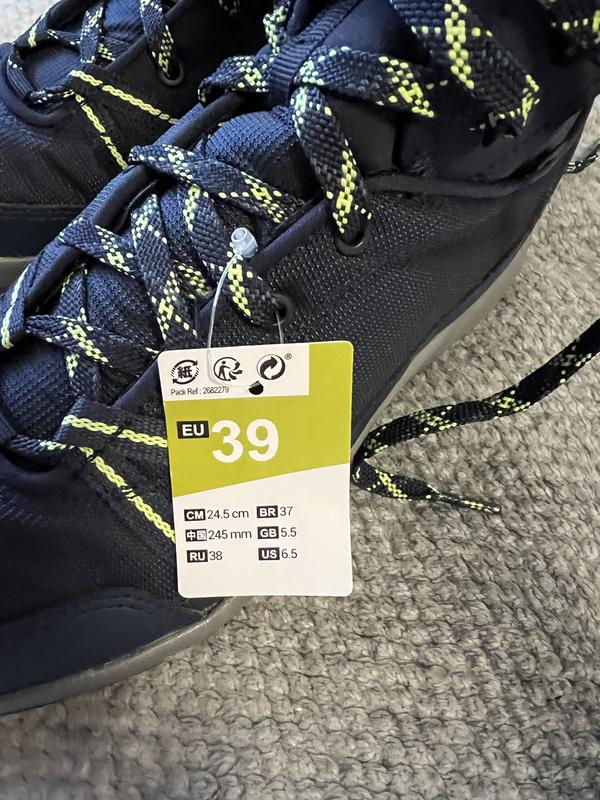 紙
Pack Ref : 2682279
EU 39
CM 24.5 cm BR 37
中国 245 mm GB 5.5
RU 38 US 6.5